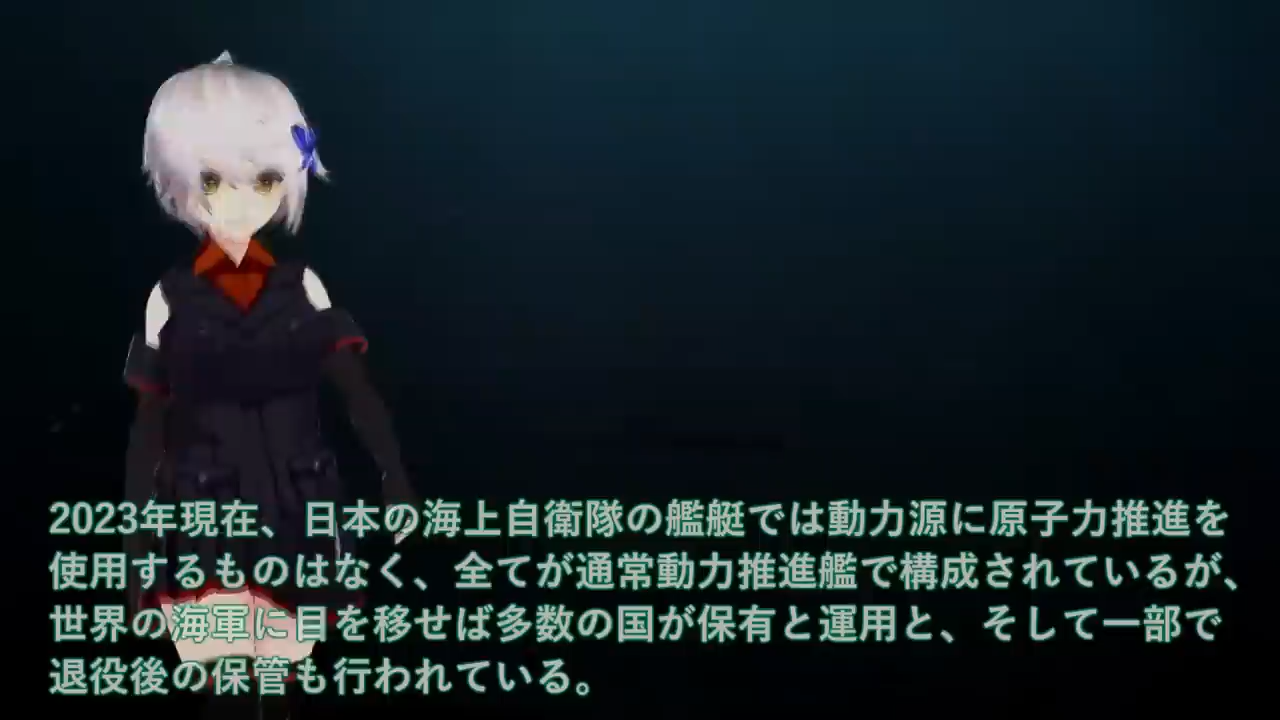 2023年現在、日本の海上自衛隊の艦艇では動力源に原子力推進を
使用するものはなく、全てが通常動力推進艦で構成されているが、
世界の海軍に目を移せば多数の国が保有と運用と、そして一部で
退役後の保管も行われている。